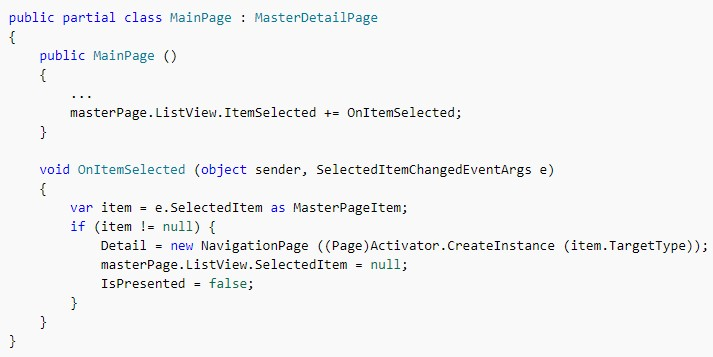 public partial class MainPage : MasterDetailPage
{
    public MainPage ()
    {
        ...
        masterPage.ListView.ItemSelected += OnItemSelected;
    }
    void OnItemSelected (object sender, SelectedItemChangedEventArgs e)
    {
        var item = e.SelectedItem as MasterPageItem;
        if (item != null) {
            Detail = new NavigationPage ((Page)Activator.CreateInstance (item.TargetType));
            masterPage.ListView.SelectedItem = null;
            IsPresented = false;
        }
    }
}